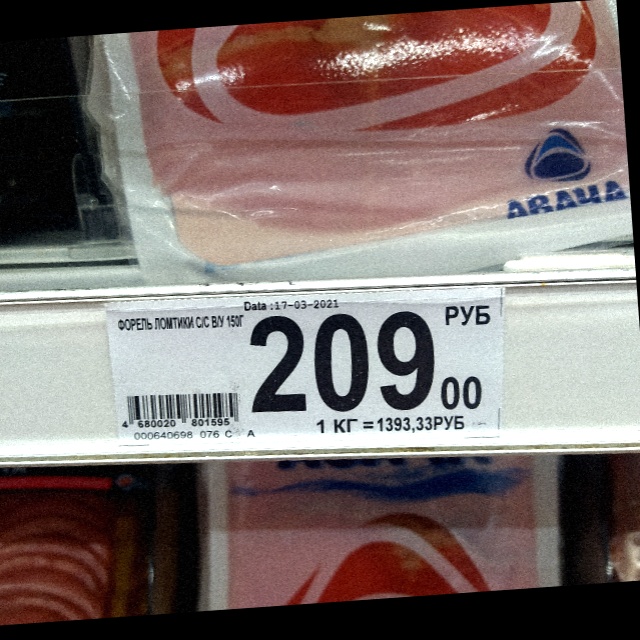 Data :17-03-2021
ФОРЕЛЬ ЛОМТИКИ С/С В/У 150Г
209 00
РУБ
4 680020 801595
1 КГ =1393,33РУБ
000640698 076 С А